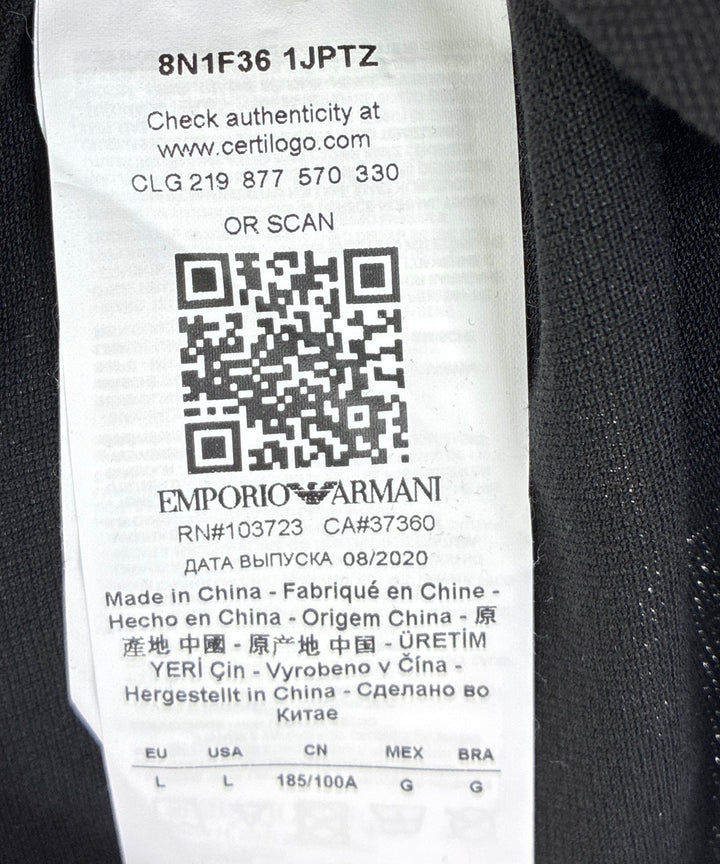 8N1F36 1JPTZ
Check authenticity at
www.certilogo.com
CLG 219 877 570 330
OR SCAN
EMPORIO ARMANI
RN#103723 CA#37360
ДАТА ВЫПУСКА 08/2020
Made in China - Fabriqué en Chine -
Hecho en China - Origem China - 原
產地 中國 - 原产地 中国 - ÜRETİM
YERİ Çin - Vyrobeno v Čína -
Hergestellt in China - Сделано во
Китае
EU USA CN MEX BRA
L L 185/100A G G